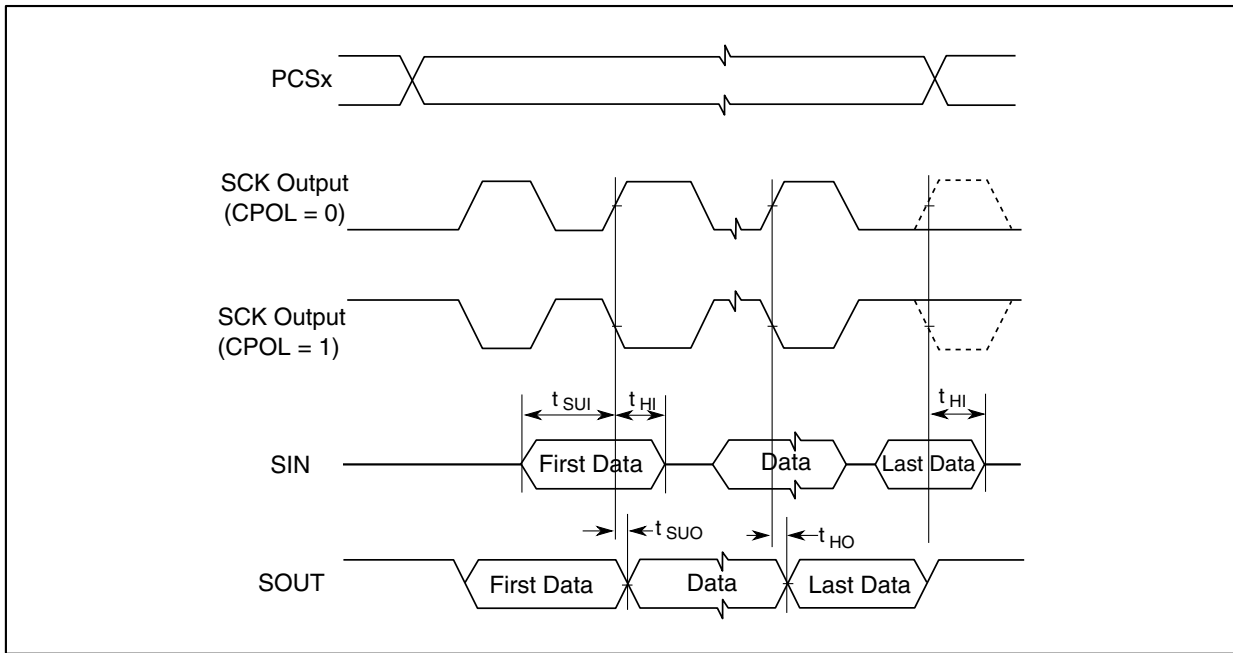 PCSx
SCK Output
(CPOL = 0)
SCK Output
(CPOL = 1)
t SUI
t HI
t HI
SIN
First Data
Data
Last Data
t SUO
t HO
SOUT
First Data
Data
Last Data